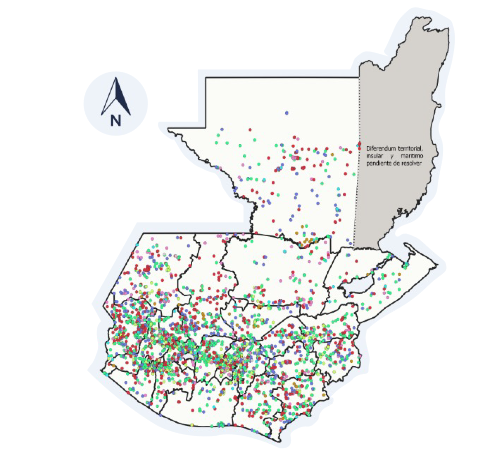 N
Diferendum territorial,
insular y marítimo
pendiente de resolver